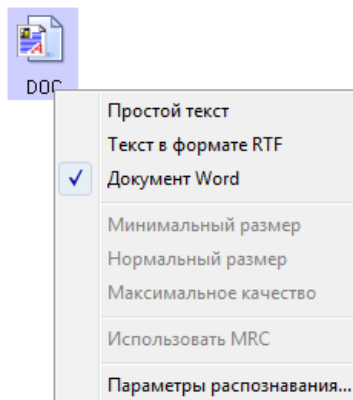 DOC
Простой текст
Текст в формате RTF
Документ Word
Минимальный размер
Нормальный размер
Максимальное качество
Использовать MRC
Параметры распознавания...